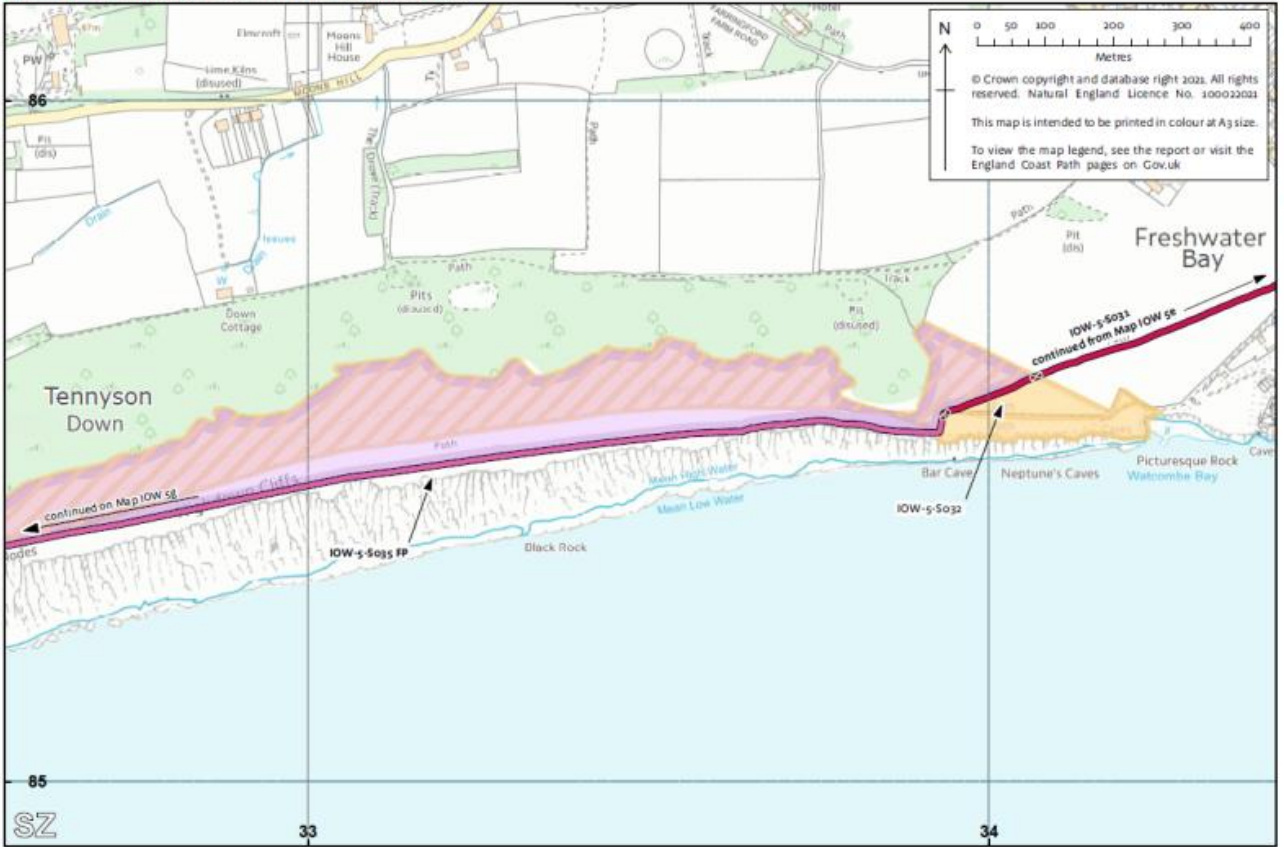 PW
Elmcroft
Moons
Hill
House
Lime Kilns
(disused)
MOONS HILL
FARRINGFORD
FARM ROAD
Track
Hotel
Path
N
0 50 100 200 300 400
Metres
© Crown copyright and database right 2021. All rights
reserved. Natural England Licence No. 100022021
This map is intended to be printed in colour at A3 size.
To view the map legend, see the report or visit the
England Coast Path pages on Gov.uk
86
Pit
(dis)
Drain
Issues
Drain
W
The Grove (Track)
Path
Path
Pit
(dis)
Freshwater
Bay
Path
Track
Pits
(disused)
Pit
(disused)
Down
Cottage
IOW-5-S031
continued from Map IOW 5e
Tennyson
Down
Path
continued on Map IOW 5g
Mean High Water
Mean Low Water
Bar Cave
Neptune's Caves
Picturesque Rock
Watcombe Bay
Cave
IOW-5-S032
IOW-5-S035 FP
Black Rock
85
SZ
33
34